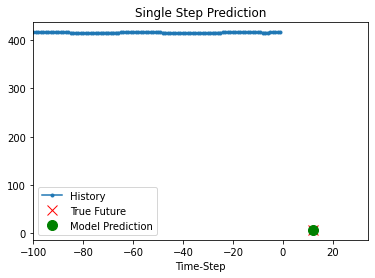 Single Step Prediction
400
300
200
100
0
History
True Future
Model Prediction
−100 −80 −60 −40 −20 0 20
Time-Step